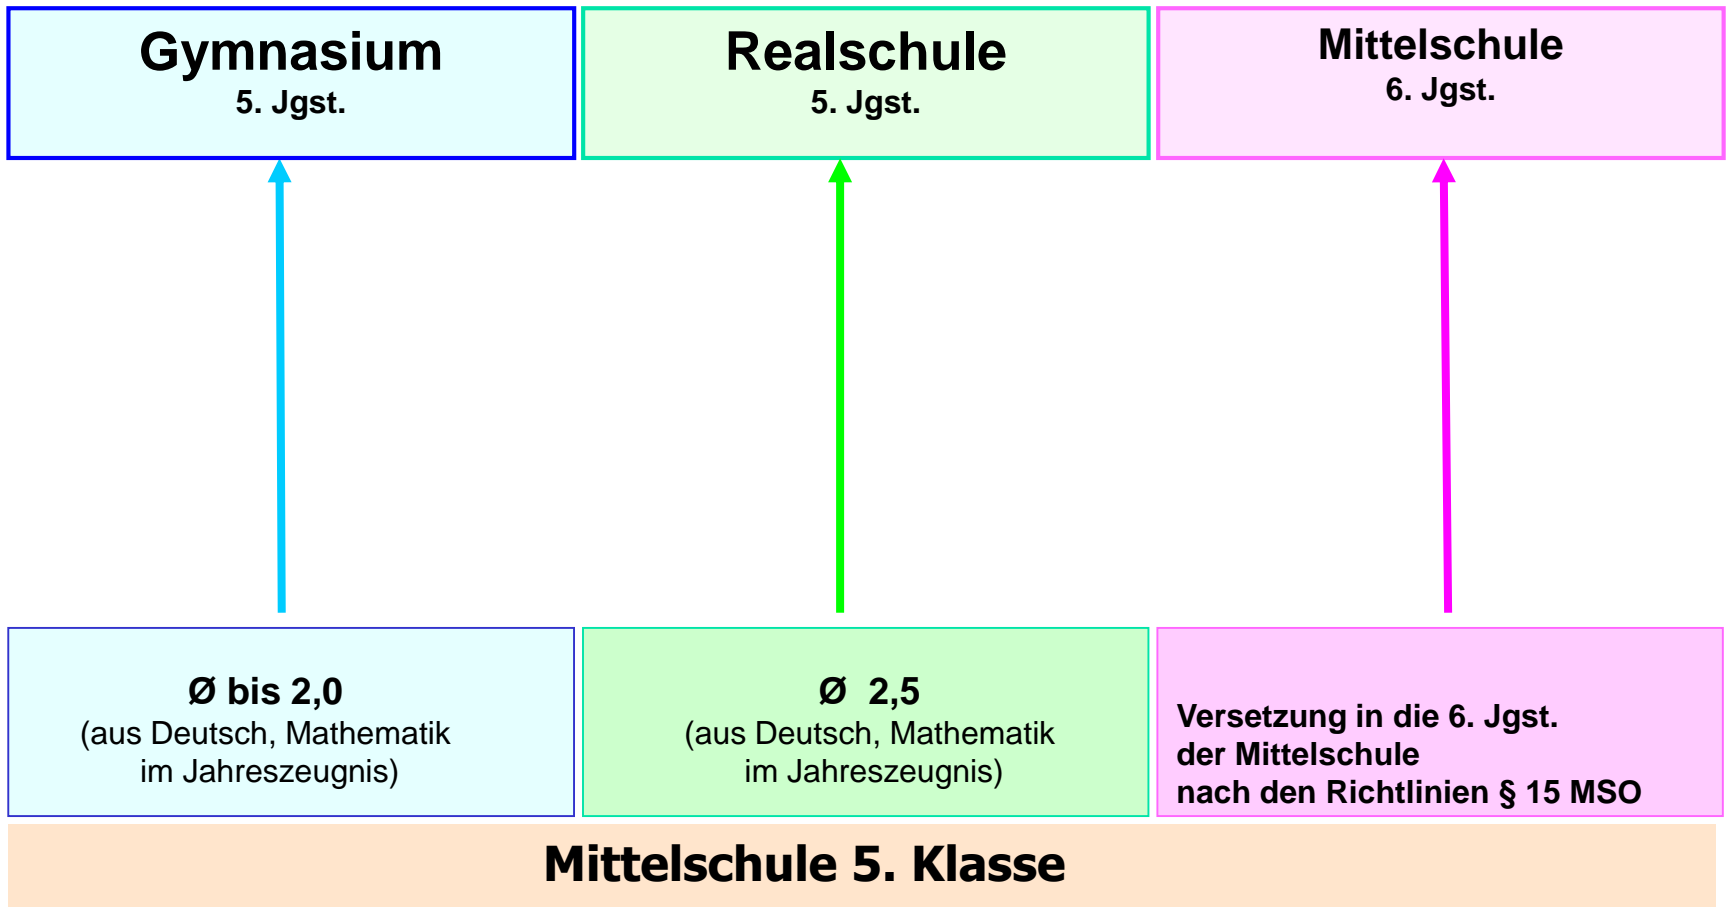 Gymnasium
5. Jgst.
Realschule
5. Jgst.
Mittelschule
6. Jgst.
Ø bis 2,0
(aus Deutsch, Mathematik
im Jahreszeugnis)
Ø 2,5
(aus Deutsch, Mathematik
im Jahreszeugnis)
Versetzung in die 6. Jgst.
der Mittelschule
nach den Richtlinien § 15 MSO
Mittelschule 5. Klasse